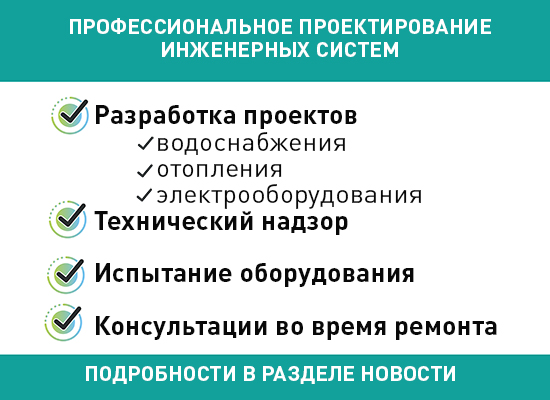 ПРОФЕССИОНАЛЬНОЕ ПРОЕКТИРОВАНИЕ
ИНЖЕНЕРНЫХ СИСТЕМ
Разработка проектов
водоснабжения
отопления
электрооборудования
Технический надзор
Испытание оборудования
Консультации во время ремонта
ПОДРОБНОСТИ В РАЗДЕЛЕ НОВОСТИ